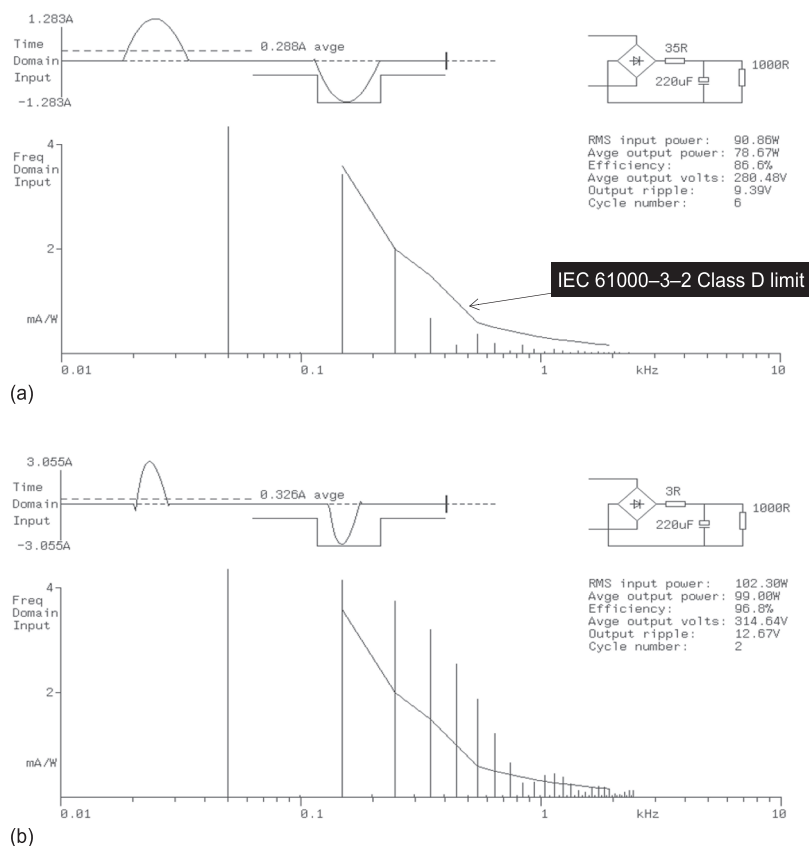 1.283A
Time
Domain
Input
-1.283A
0.288A avge
35R
220uF
1000R
4
Freq
Domain
Input
2
mA/W
RMS input power: 90.86W
Avge output power: 78.67W
Efficiency: 86.6%
Avge output volts: 280.48V
Output ripple: 9.39V
Cycle number: 6
IEC 61000–3–2 Class D limit
0.01
0.1
1
kHz
10
(a)
3.055A
Time
Domain
Input
-3.055A
0.326A avge
3R
220uF
1000R
4
Freq
Domain
Input
2
mA/W
RMS input power: 102.30W
Avge output power: 99.00W
Efficiency: 96.8%
Avge output volts: 314.64V
Output ripple: 12.67V
Cycle number: 2
0.01
0.1
1
kHz
10
(b)